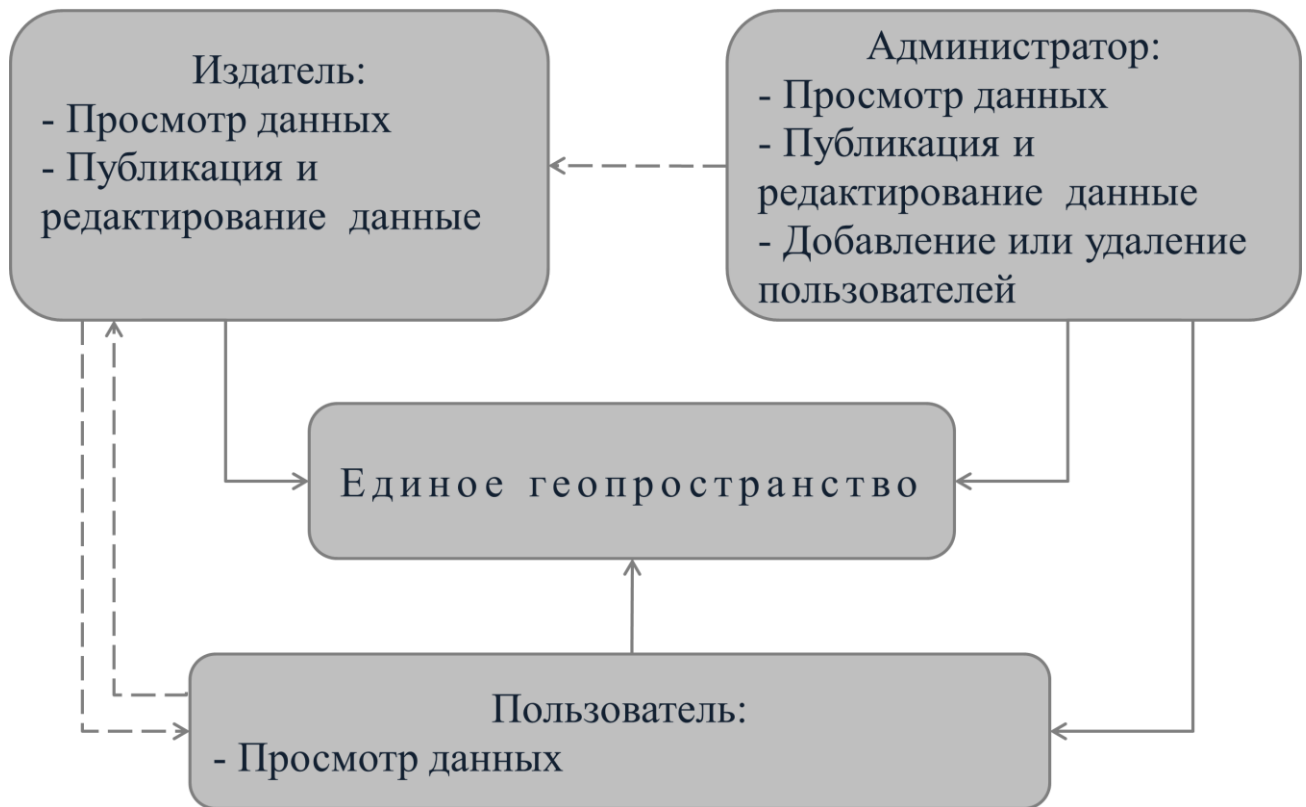 Издатель:
- Просмотр данных
- Публикация и
редактирование данные
Администратор:
- Просмотр данных
- Публикация и
редактирование данные
- Добавление или удаление
пользователей
Единое геопространство
Пользователь:
- Просмотр данных